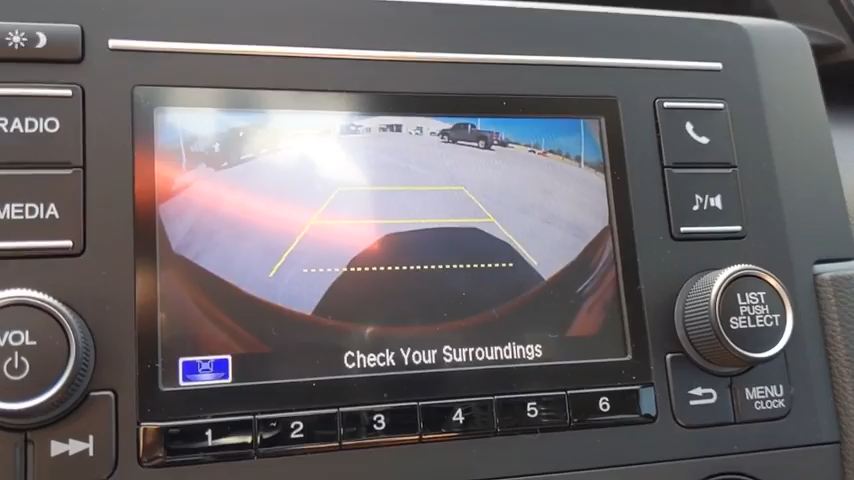 RADIO
MEDIA
VOL
Check Your Surroundings
LIST
PUSH
SELECT
MENU
CLOCK
1 2 3 4 5 6